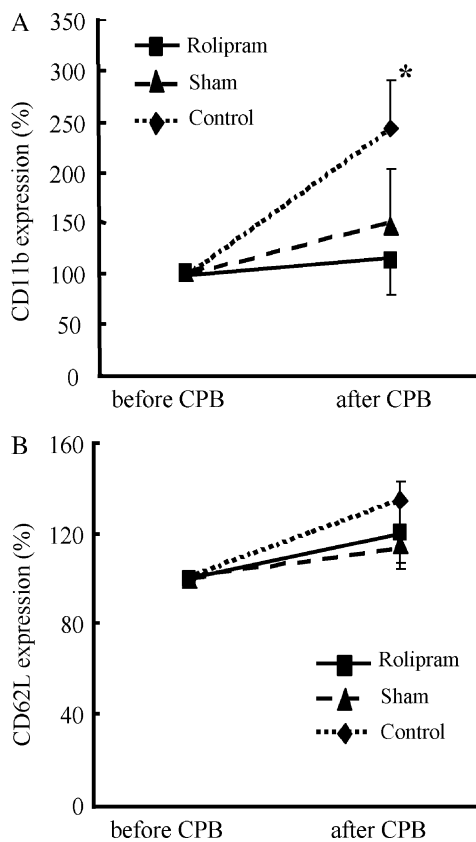 A
CD11b expression (%)
350
300
250
200
150
100
50
0
Rolipram
Sham
Control
*
before CPB after CPB
B
CD62L expression (%)
160
120
80
40
0
Rolipram
Sham
Control
before CPB after CPB